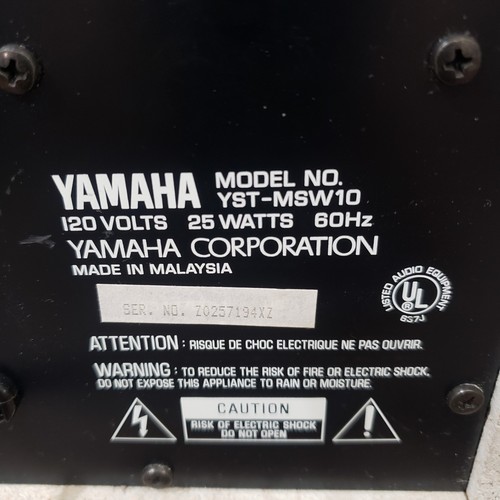 YAMAHA MODEL NO.
YST-MSW10
120 VOLTS 25 WATTS 60Hz
YAMAHA CORPORATION
MADE IN MALAYSIA
SER. NO. Z0257194XZ
LISTED AUDIO EQUIPMENT
UL
®
6S7J
ATTENTION : RISQUE DE CHOC ELECTRIQUE NE PAS OUVRIR.
WARNING : TO REDUCE THE RISK OF FIRE OR ELECTRIC SHOCK,
DO NOT EXPOSE THIS APPLIANCE TO RAIN OR MOISTURE.
CAUTION
RISK OF ELECTRIC SHOCK
DO NOT OPEN